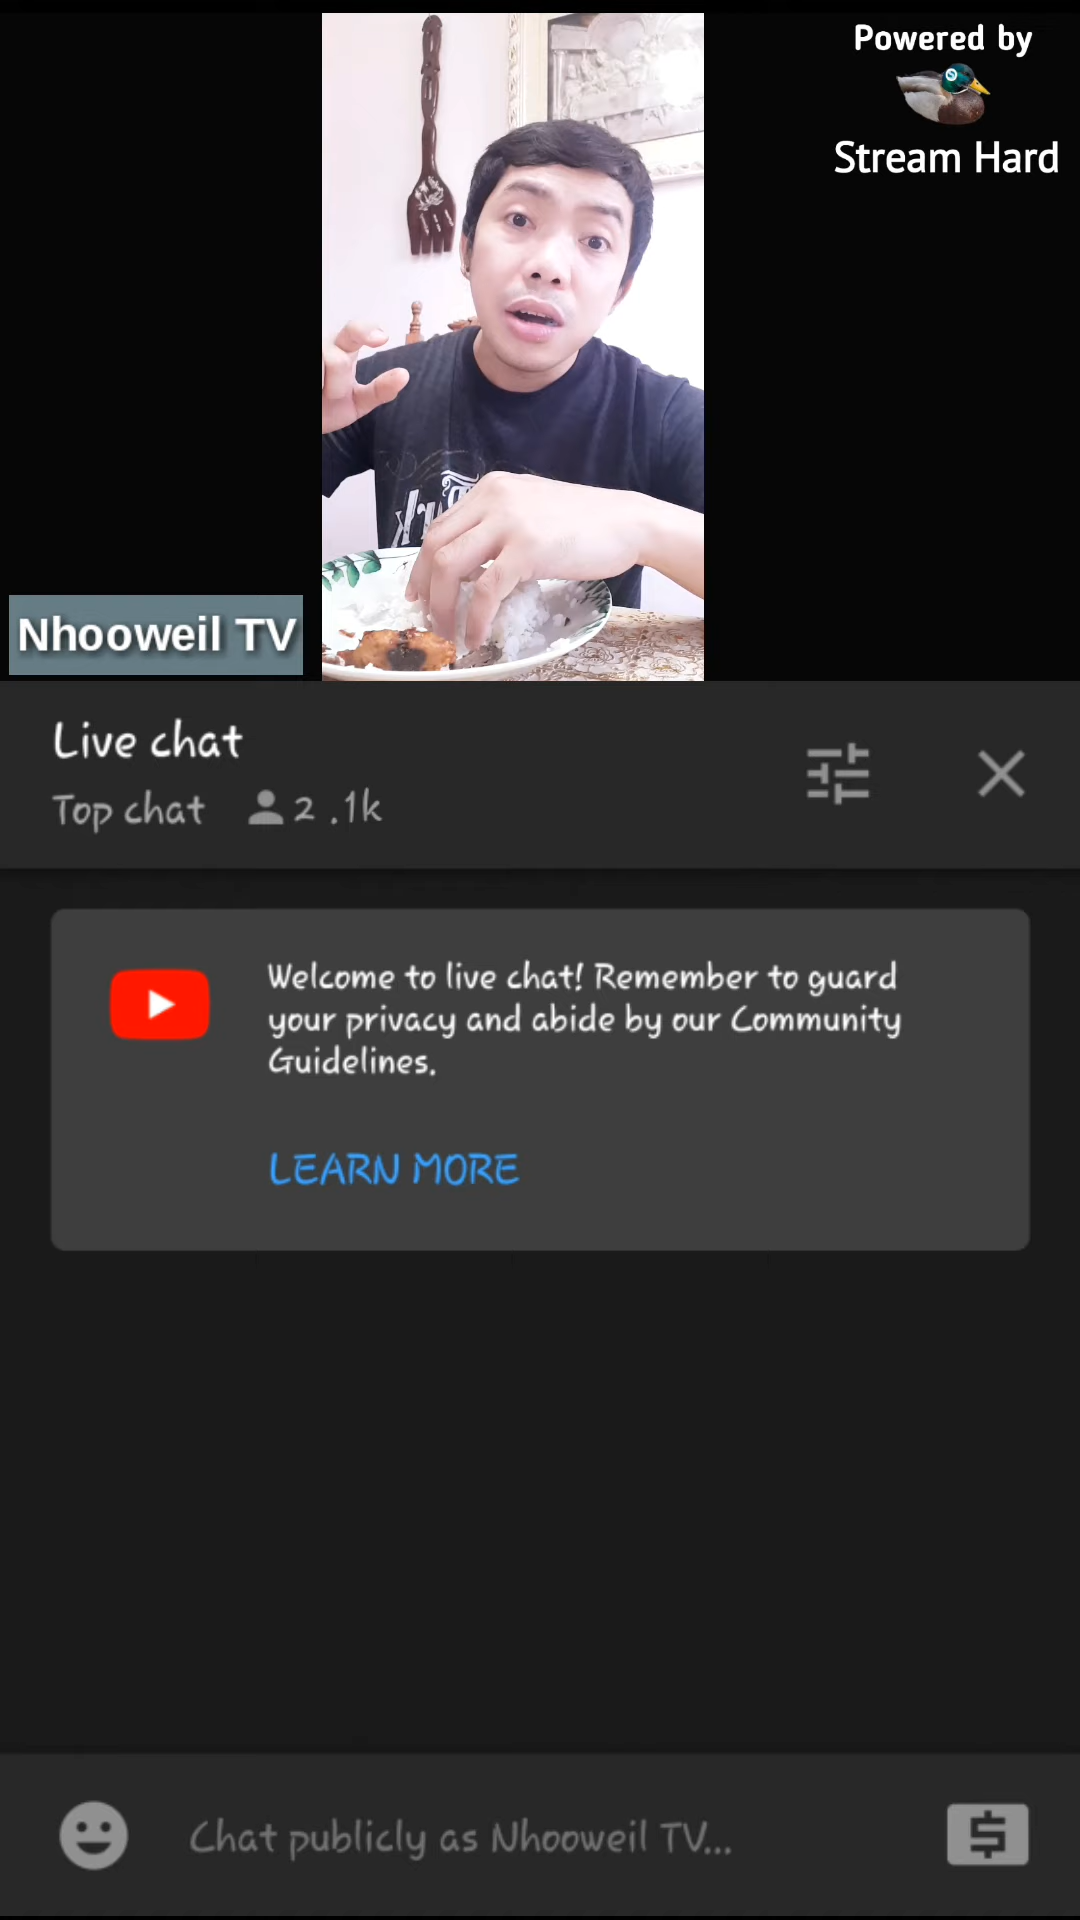 Powered by
Stream Hard
Nhooweil TV
Live chat
Top chat 2 .1k
Welcome to live chat! Remember to guard
your privacy and abide by our Community
Guidelines.
LEARN MORE
Chat publicly as Nhooweil TV...